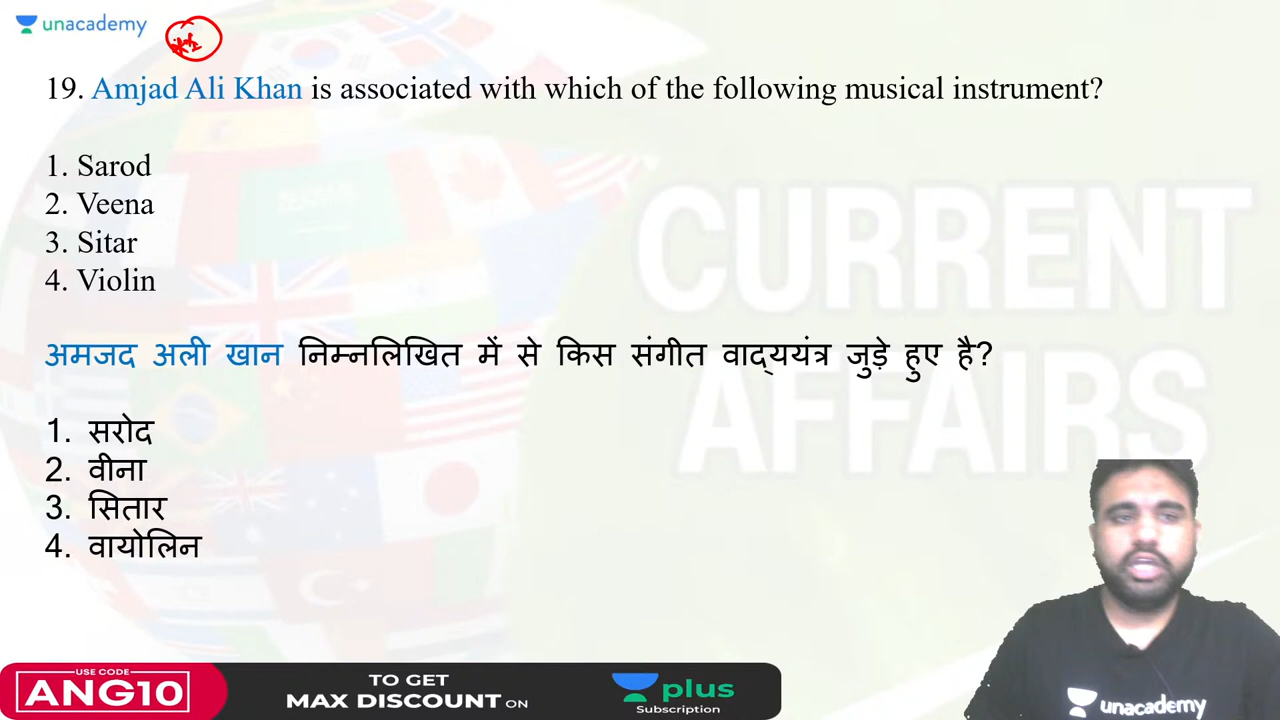 unacademy
19. Amjad Ali Khan is associated with which of the following musical instrument?
1. Sarod
2. Veena
3. Sitar
4. Violin
CURRENT
AFFAIRS
अमजद अली खान निम्नलिखित में से किस संगीत वाद्ययंत्र जुड़े हुए है?
1. सरोद
2. वीना
3. सितार
4. वायोलिन
USE CODE
ANG10
TO GET
MAX DISCOUNT ON
plus
Subscription
unacademy